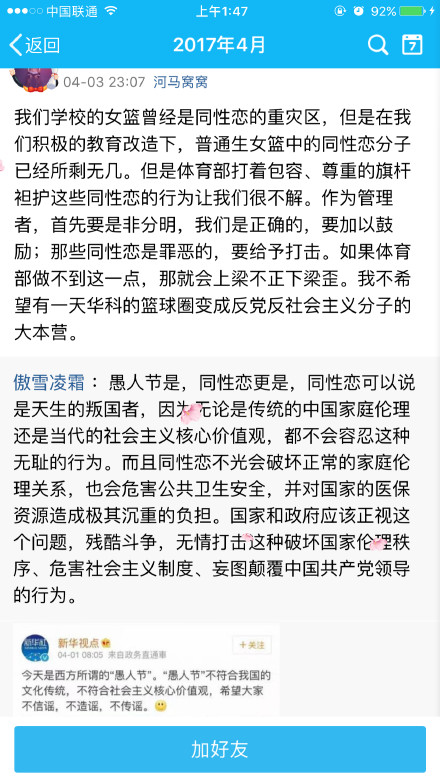 中国联通
上午1:47
92%
返回
2017年4月
7
04-03 23:07 河马窝窝
我们学校的女篮曾经是同性恋的重灾区，但是在我
们积极的教育改造下，普通生女篮中的同性恋分子
已经所剩无几。但是体育部打着包容、尊重的旗杆
袒护这些同性恋的行为让我们很不解。作为管理
者，首先要是非分明，我们是正确的，要加以鼓
励；那些同性恋是罪恶的，要给予打击。如果体育
部做不到这一点，那就会上梁不正下梁歪。我不希
望有一天华科的篮球圈变成反党反社会主义分子的
大本营。
傲雪凌霜：愚人节是，同性恋更是，同性恋可以说
是天生的叛国者，因为无论是传统的中国家庭伦理
还是当代的社会主义核心价值观，都不会容忍这种
无耻的行为。而且同性恋不光会破坏正常的家庭伦
理关系，也会危害公共卫生安全，并对国家的医保
资源造成极其沉重的负担。国家和政府应该正视这
个问题，残酷斗争，无情打击这种破坏国家伦理秩
序、危害社会主义制度、妄图颠覆中国共产党领导
的行为。
新华视点
+关注
04-01 08:05 来自政务直通车
今天是西方所谓的“愚人节”。“愚人节”不符合我国的
文化传统，不符合社会主义核心价值观，希望大家
不信谣，不造谣，不传谣。
加好友